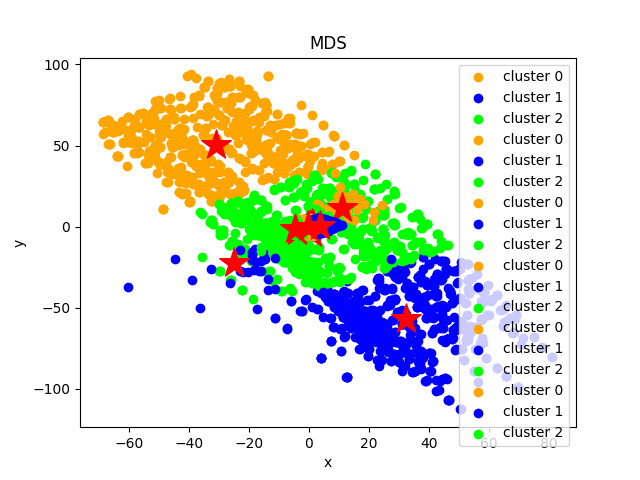 MDS
100
50
0
−50
−100
y
−60
−40
−20
0
20
40
60
80
x
cluster 0
cluster 1
cluster 2
cluster 0
cluster 1
cluster 2
cluster 0
cluster 1
cluster 2
cluster 0
cluster 1
cluster 2
cluster 0
cluster 1
cluster 2
cluster 0
cluster 1
cluster 2